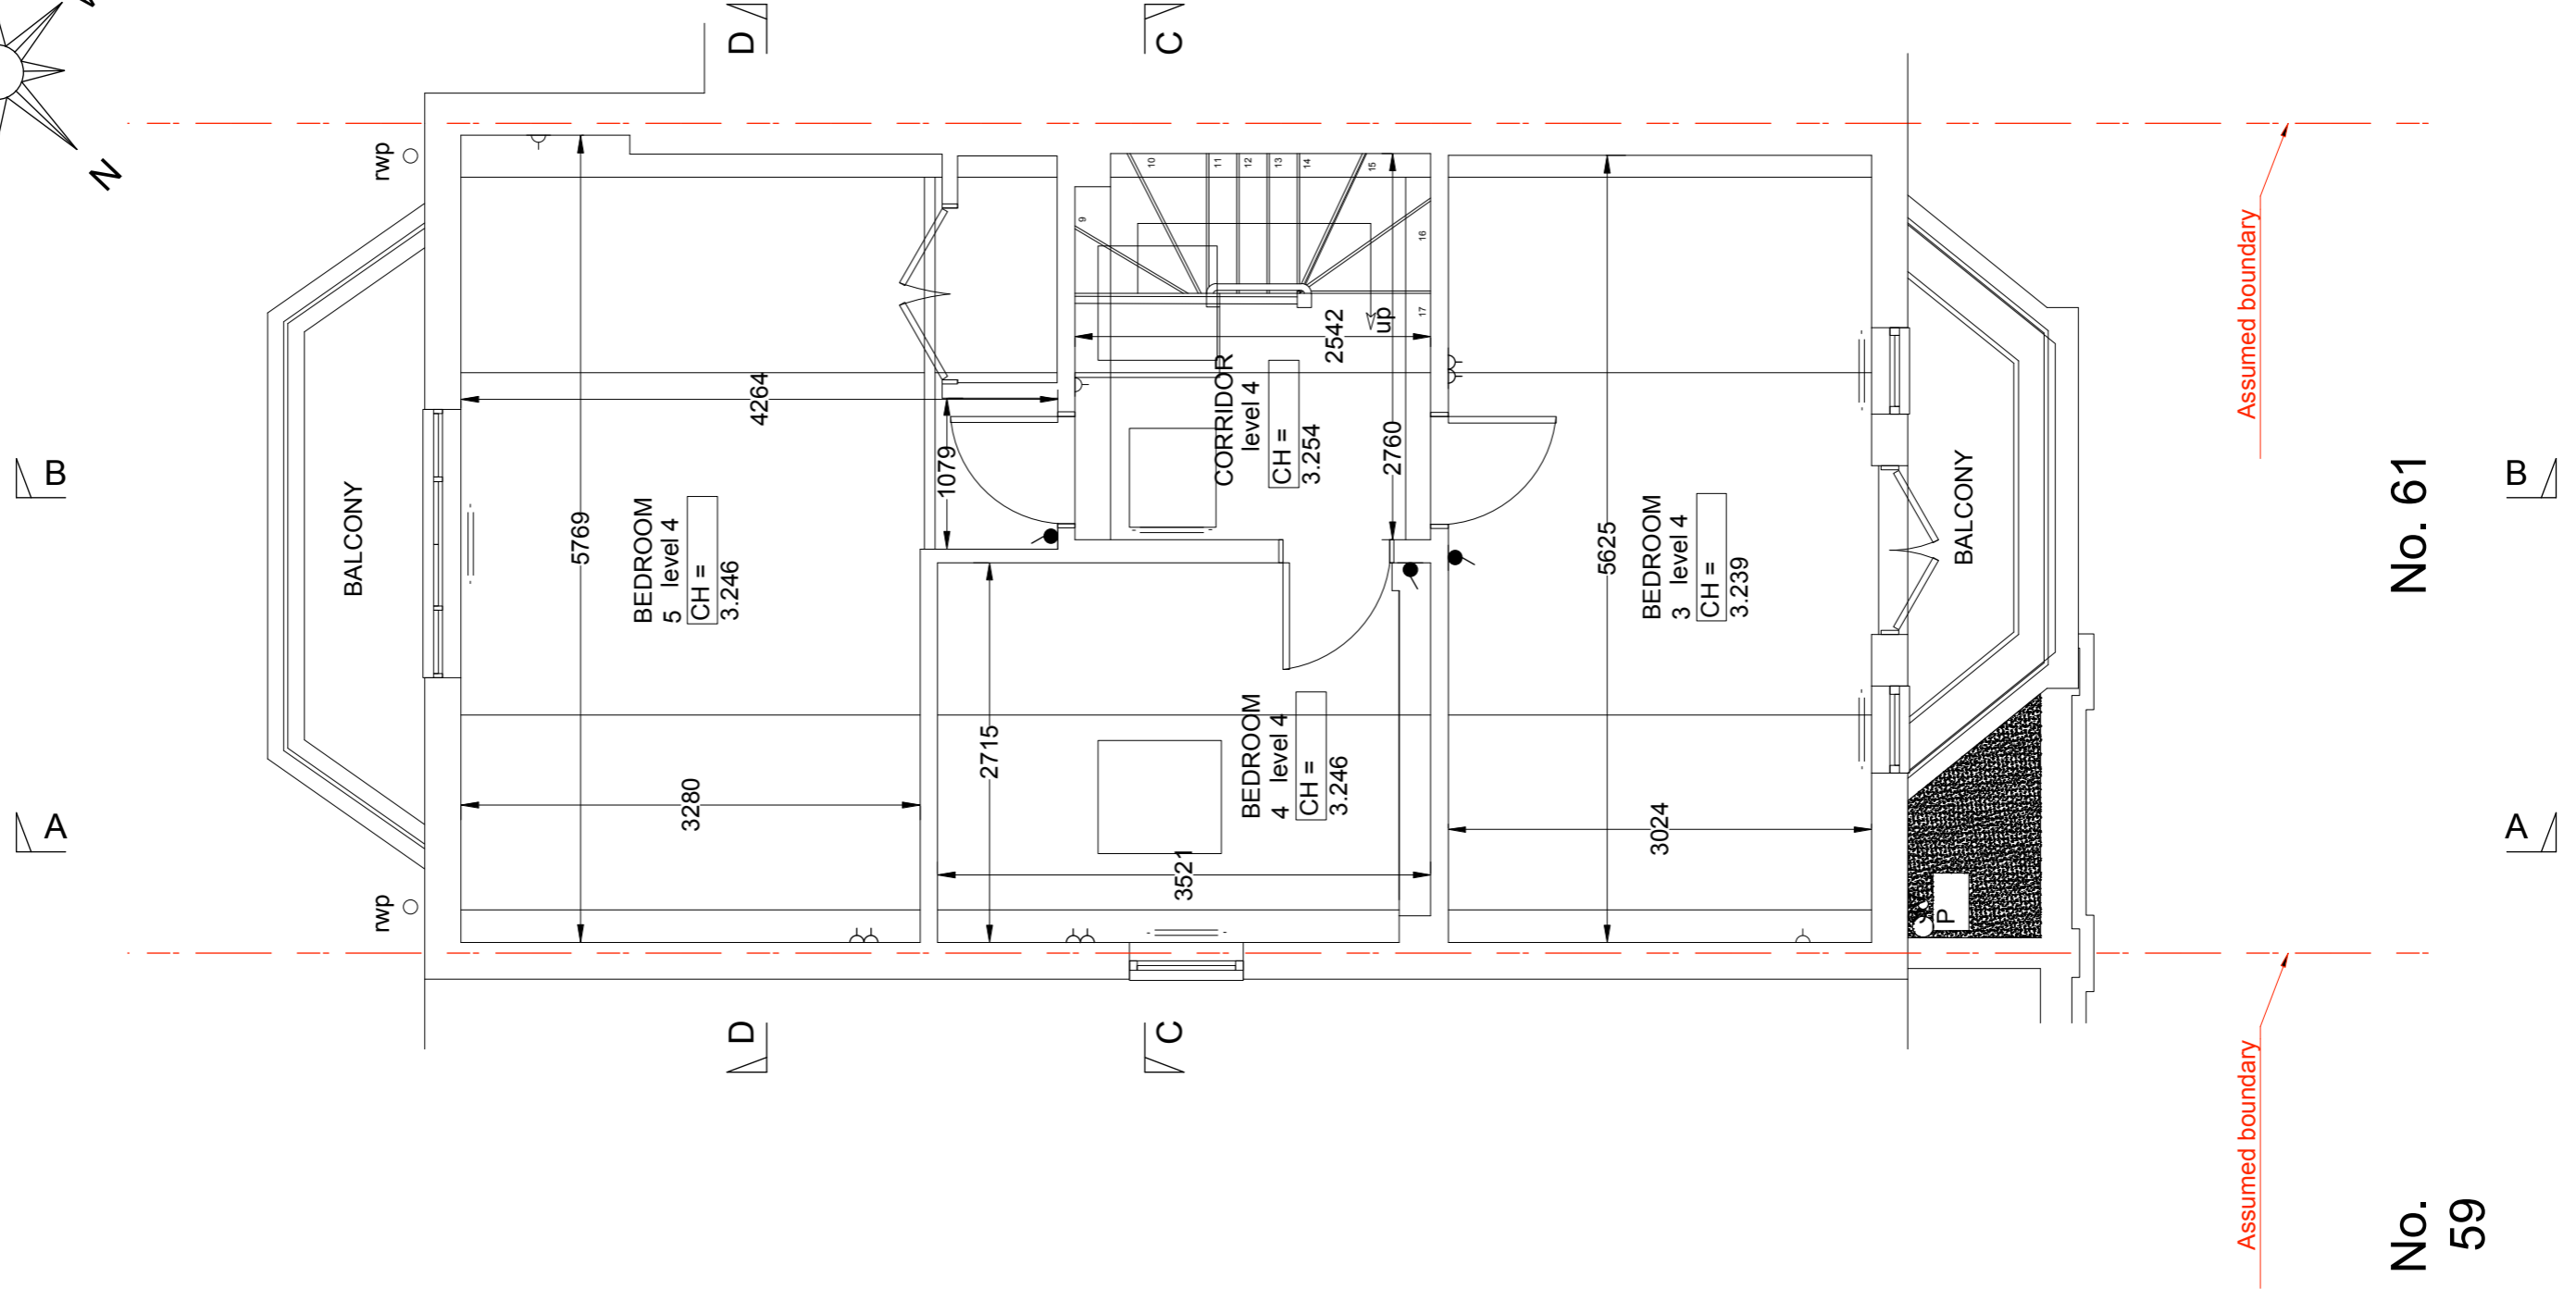 N
D
C
rwp
BALCONY
rwp
B
A
B
A
D
C
5769
4264
3280
BEDROOM
5 level 4
CH =
3.246
1079
2715
3521
BEDROOM
4 level 4
CH =
3.246
CORRIDOR
level 4
CH =
3.254
2542
2760
up
9
10
11
12
13
14
15
16
17
5625
3024
BEDROOM
3 level 4
CH =
3.239
BALCONY
P
Assumed boundary
Assumed boundary
No. 61
No.
59